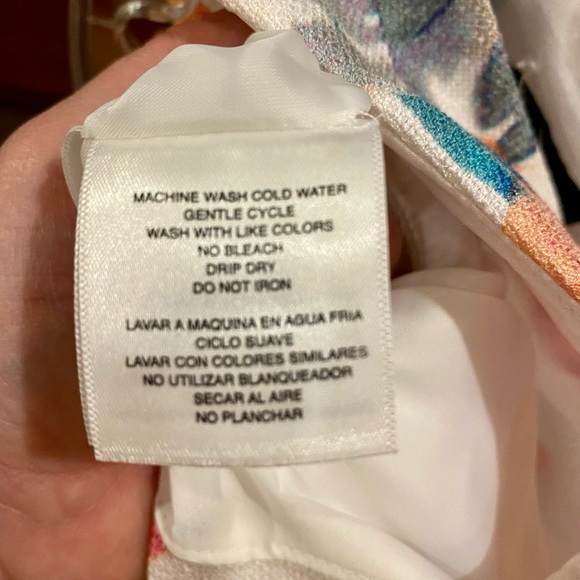 MACHINE WASH COLD WATER
GENTLE CYCLE
WASH WITH LIKE COLORS
NO BLEACH
DRIP DRY
DO NOT IRON
LAVAR A MAQUINA EN AGUA FRIA
CICLO SUAVE
LAVAR CON COLORES SIMILARES
NO UTILIZAR BLANQUEADOR
SECAR AL AIRE
NO PLANCHAR